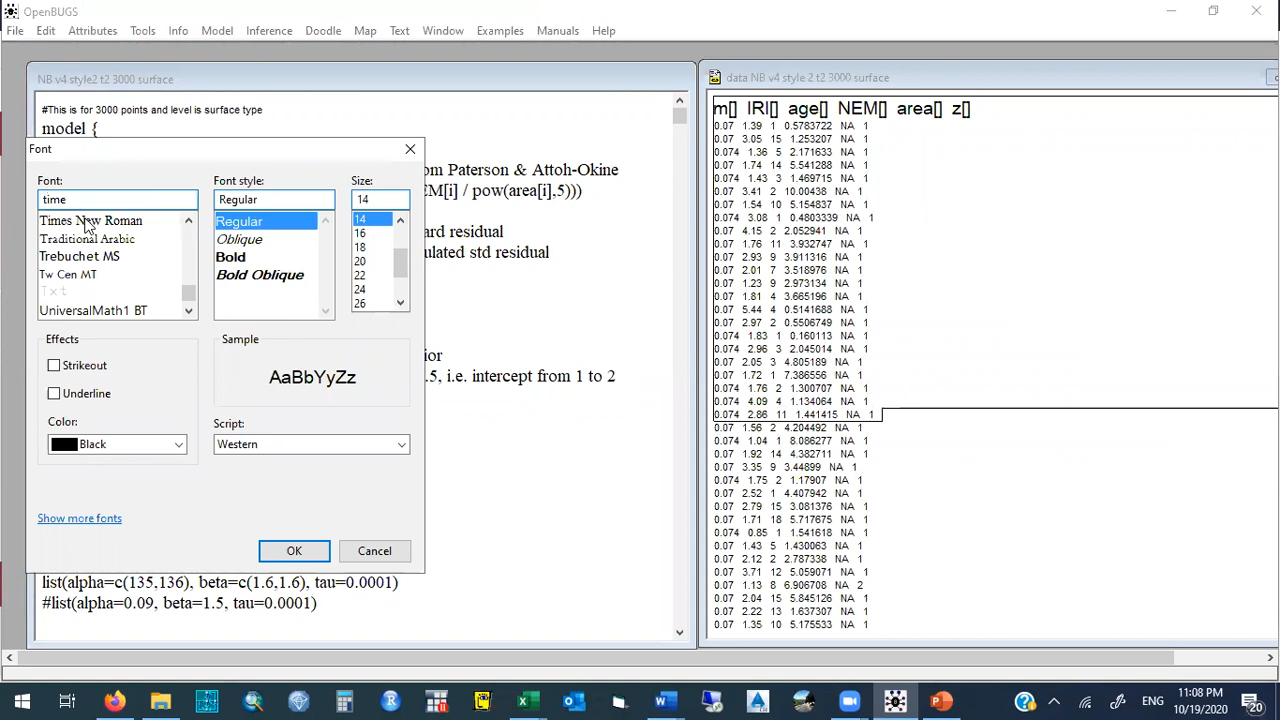 OpenBUGS
File Edit Attributes Tools Info Model Inference Doodle Map Text Window Examples Manuals Help
NB v4 style2 t2 3000 surface
#This is for 3000 points and level is surface type
model {
om Paterson & Attoh-Okine
EM[i] / pow(area[i],5)))
ard residual
ulated std residual
ior
.5, i.e. intercept from 1 to 2
list(alpha=c(135,136), beta=c(1.6,1.6), tau=0.0001)
#list(alpha=0.09, beta=1.5, tau=0.0001)
Font
Font:
time
Times New Roman
Traditional Arabic
Trebuchet MS
Tw Cen MT
Txt
UniversalMath1 BT
Font style:
Regular
Regular
Oblique
Bold
Bold Oblique
Size:
14
14
16
18
20
22
24
26
Effects
Strikeout
Underline
Color:
Black
Sample
AaBbYyZz
Script:
Western
Show more fonts
OK
Cancel
data NB v4 style 2 t2 3000 surface
m[] IRI[] age[] NEM[] area[] z[]
0.07 1.39 1 0.5783722 NA 1
0.07 3.05 15 1.253207 NA 1
0.074 1.36 5 2.171633 NA 1
0.07 1.74 14 5.541288 NA 1
0.074 1.43 3 1.469715 NA 1
0.07 3.41 2 10.00438 NA 1
0.07 1.54 10 5.154837 NA 1
0.074 3.08 1 0.4803339 NA 1
0.07 4.15 2 2.052941 NA 1
0.07 1.76 11 3.932747 NA 1
0.07 2.93 9 3.911316 NA 1
0.07 2.01 7 3.518976 NA 1
0.07 1.23 9 2.973134 NA 1
0.07 1.81 4 3.665196 NA 1
0.07 5.44 4 0.5141688 NA 1
0.07 2.97 2 0.5506749 NA 1
0.074 1.83 1 0.160113 NA 1
0.074 2.96 3 2.045014 NA 1
0.07 2.05 3 4.805189 NA 1
0.07 1.72 1 7.386556 NA 1
0.074 1.76 2 1.300707 NA 1
0.074 4.09 4 1.134064 NA 1
0.074 2.86 11 1.441415 NA 1
0.07 1.56 2 4.204492 NA 1
0.074 1.04 1 8.086277 NA 1
0.07 1.92 14 4.382711 NA 1
0.07 3.35 9 3.44899 NA 1
0.074 1.75 2 1.17907 NA 1
0.07 2.52 1 4.407942 NA 1
0.07 2.79 15 3.081376 NA 1
0.07 1.71 18 5.717675 NA 1
0.074 0.85 1 1.541618 NA 1
0.07 1.43 5 1.430063 NA 1
0.07 2.12 2 2.787338 NA 1
0.07 3.71 12 5.059071 NA 1
0.07 1.13 8 6.906708 NA 2
0.07 2.04 15 5.845631 NA 1
0.07 2.22 13 1.637307 NA 1
0.07 1.35 10 5.175533 NA 1
ENG
11:08 PM
10/19/2020
20